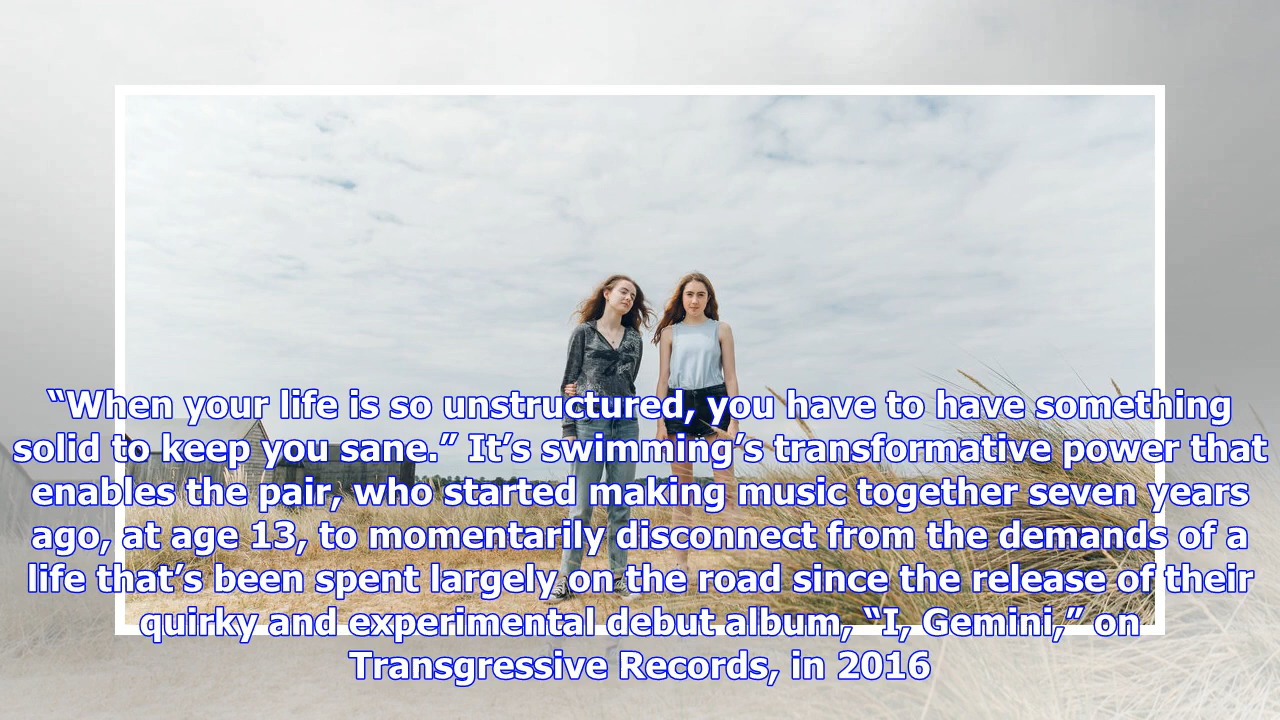 “When your life is so unstructured, you have to have something
solid to keep you sane.” It’s swimming’s transformative power that
enables the pair, who started making music together seven years
ago, at age 13, to momentarily disconnect from the demands of a
life that’s been spent largely on the road since the release of their
quirky and experimental debut album, “I, Gemini,” on
Transgressive Records, in 2016